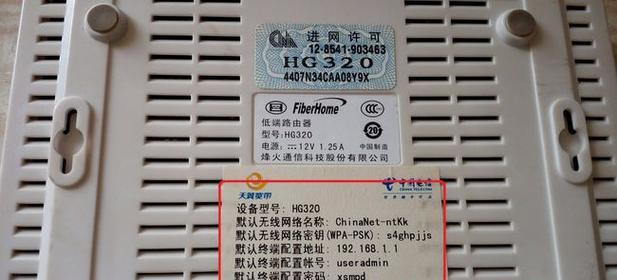 进网许可
12-8541-903463
HG320
4407N34CAA08Y9X
FiberHome
低端路由器
型号:HG320
电源: 12V 1.25A
中国制造
烽火通信科技股份有限公司
20
天翼宽带
中国电信
设备型号: HG320
默认无线网络名称: ChinaNet-ntKk
默认无线网络密钥(WPA-PSK): s4ghpjjs
默认终端配置地址: 192.168.1.1
默认终端配置帐号: useradmin
默认终端配置密码: xsmpd